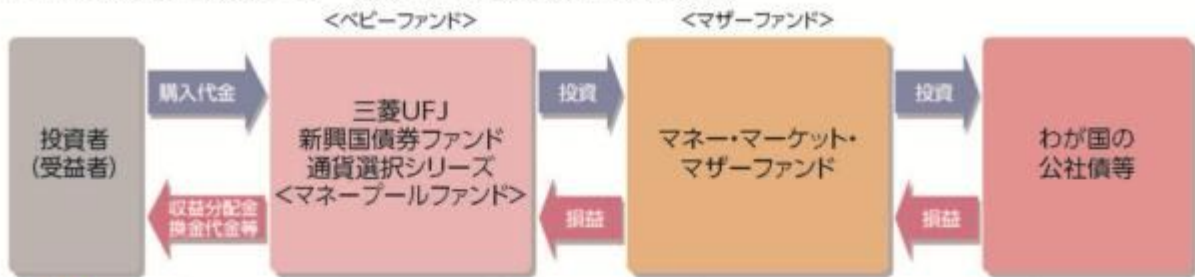 <ベビーファンド>
<マザーファンド>
投資者
(受益者)
購入代金
収益分配金
換金代金等
三菱UFJ
新興国債券ファンド
通貨選択シリーズ
<マネープールファンド>
投資
損益
マネー・マーケット・
マザーファンド
投資
損益
わが国の
公社債等